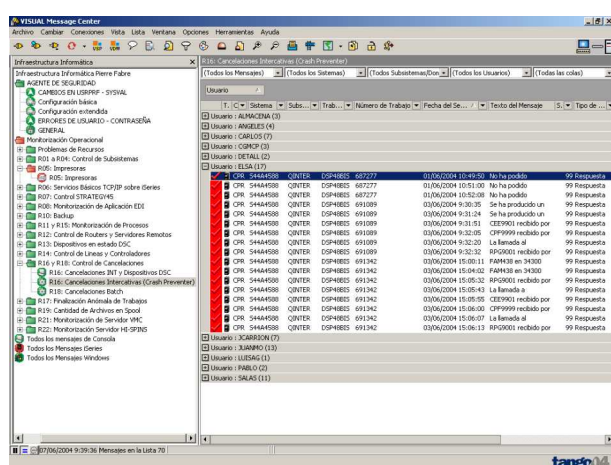 VISUAL Message Center
Archivo Cambiar Conexiones Vista Lista Ventana Opciones Herramientas Ayuda
Infraestructura Informática
Infraestructura Informática Pierre Fabre
AGENTE DE SEGURIDAD
CAMBIOS EN USRPRF - SYSVAL
Configuración básica
Configuración extendida
ERRORES DE USUARIO - CONTRASEÑA
GENERAL
Monitorización Operacional
Problemas de Recursos
R01 a R04: Control de Subsistemas
R05: Impresoras
R05: Impresoras
R06: Servicios Básicos TCP/IP sobre iSeries
R07: Control STRATEGY/45
R08: Monitorización de Aplicación EDI
R10: Backup
R11 y R15: Monitorización de Impresoras
R12: Control de Routers y Servidores Remotos
R13: Dispositivos en estado DSC
R14: Control de Lineas y Controladores
R16 y R18: Control de Cancelaciones
R16: Cancelaciones INT y Dispositivos DSC
R16: Cancelaciones Intercativas (Crash Preventer)
R18: Cancelaciones Batch
R17: Finalización Anómala de Trabajos
R19: Cantidad de Archivos en Spool
R21: Monitorización de Servidor VMC
R22: Monitorización Servidor HI-SPINS
Todos los mensajes de Consola
Todos los Mensajes iSeries
Todos los Mensajes Windows
R16: Cancelaciones Intercativas (Crash Preventer)
(Todos los Mensajes) (Todos los Sistemas) (Todos Subsistemas/Don (Todos los Usuarios) (Todas las colas)
Usuario
T. C Sistema Subs... Trab... Número de Trabajo Fecha del Se... Texto del Mensaje S. Tipo de ...
Usuario : ALMACENA (3)
Usuario : ANGELES (4)
Usuario : CARLOS (7)
Usuario : CGMCP (3)
Usuario : DETALL (2)
Usuario : ELSA (17)
CPR 544A4588 QINTER DSP48BIS 687277 01/06/2004 10:49:50 No ha podido 99 Respuesta
CPR 544A4588 QINTER DSP48BIS 687277 01/06/2004 10:51:00 No ha podido 99 Respuesta
CPR 544A4588 QINTER DSP48BIS 687277 01/06/2004 10:52:08 No ha podido 99 Respuesta
CPR 544A4588 QINTER DSP48BIS 691089 03/06/2004 9:30:35 Se ha producido un 99 Respuesta
CPR 544A4588 QINTER DSP48BIS 691089 03/06/2004 9:31:24 Se ha producido un 99 Respuesta
CPR 544A4588 QINTER DSP48BIS 691089 03/06/2004 9:31:51 CEE9901 recibido por 99 Respuesta
CPR 544A4588 QINTER DSP48BIS 691089 03/06/2004 9:32:05 CPF9999 recibido por 99 Respuesta
CPR 544A4588 QINTER DSP48BIS 691089 03/06/2004 9:32:20 La llamada al 99 Respuesta
CPR 544A4588 QINTER DSP48BIS 691089 03/06/2004 9:32:32 RPG9001 recibido por 99 Respuesta
CPR 544A4588 QINTER DSP48BIS 691342 03/06/2004 15:00:11 FAM438 en 34300 99 Respuesta
CPR 544A4588 QINTER DSP48BIS 691342 03/06/2004 15:04:02 FAM438 en 34300 99 Respuesta
CPR 544A4588 QINTER DSP48BIS 691342 03/06/2004 15:05:32 RPG9001 recibido por 99 Respuesta
CPR 544A4588 QINTER DSP48BIS 691342 03/06/2004 15:05:43 La llamada a 99 Respuesta
CPR 544A4588 QINTER DSP48BIS 691342 03/06/2004 15:05:55 CEE9901 recibido por 99 Respuesta
CPR 544A4588 QINTER DSP48BIS 691342 03/06/2004 15:06:00 CPF9999 recibido por 99 Respuesta
CPR 544A4588 QINTER DSP48BIS 691342 03/06/2004 15:06:07 La llamada al 99 Respuesta
CPR 544A4588 QINTER DSP48BIS 691342 03/06/2004 15:06:13 RPG9001 recibido por 99 Respuesta
Usuario : JCARRION (7)
Usuario : JUANMO (13)
Usuario : LUISAG (1)
Usuario : PABLO (2)
Usuario : SALAS (11)
07/06/2004 9:39:36 Mensajes en la Lista 70
tango04